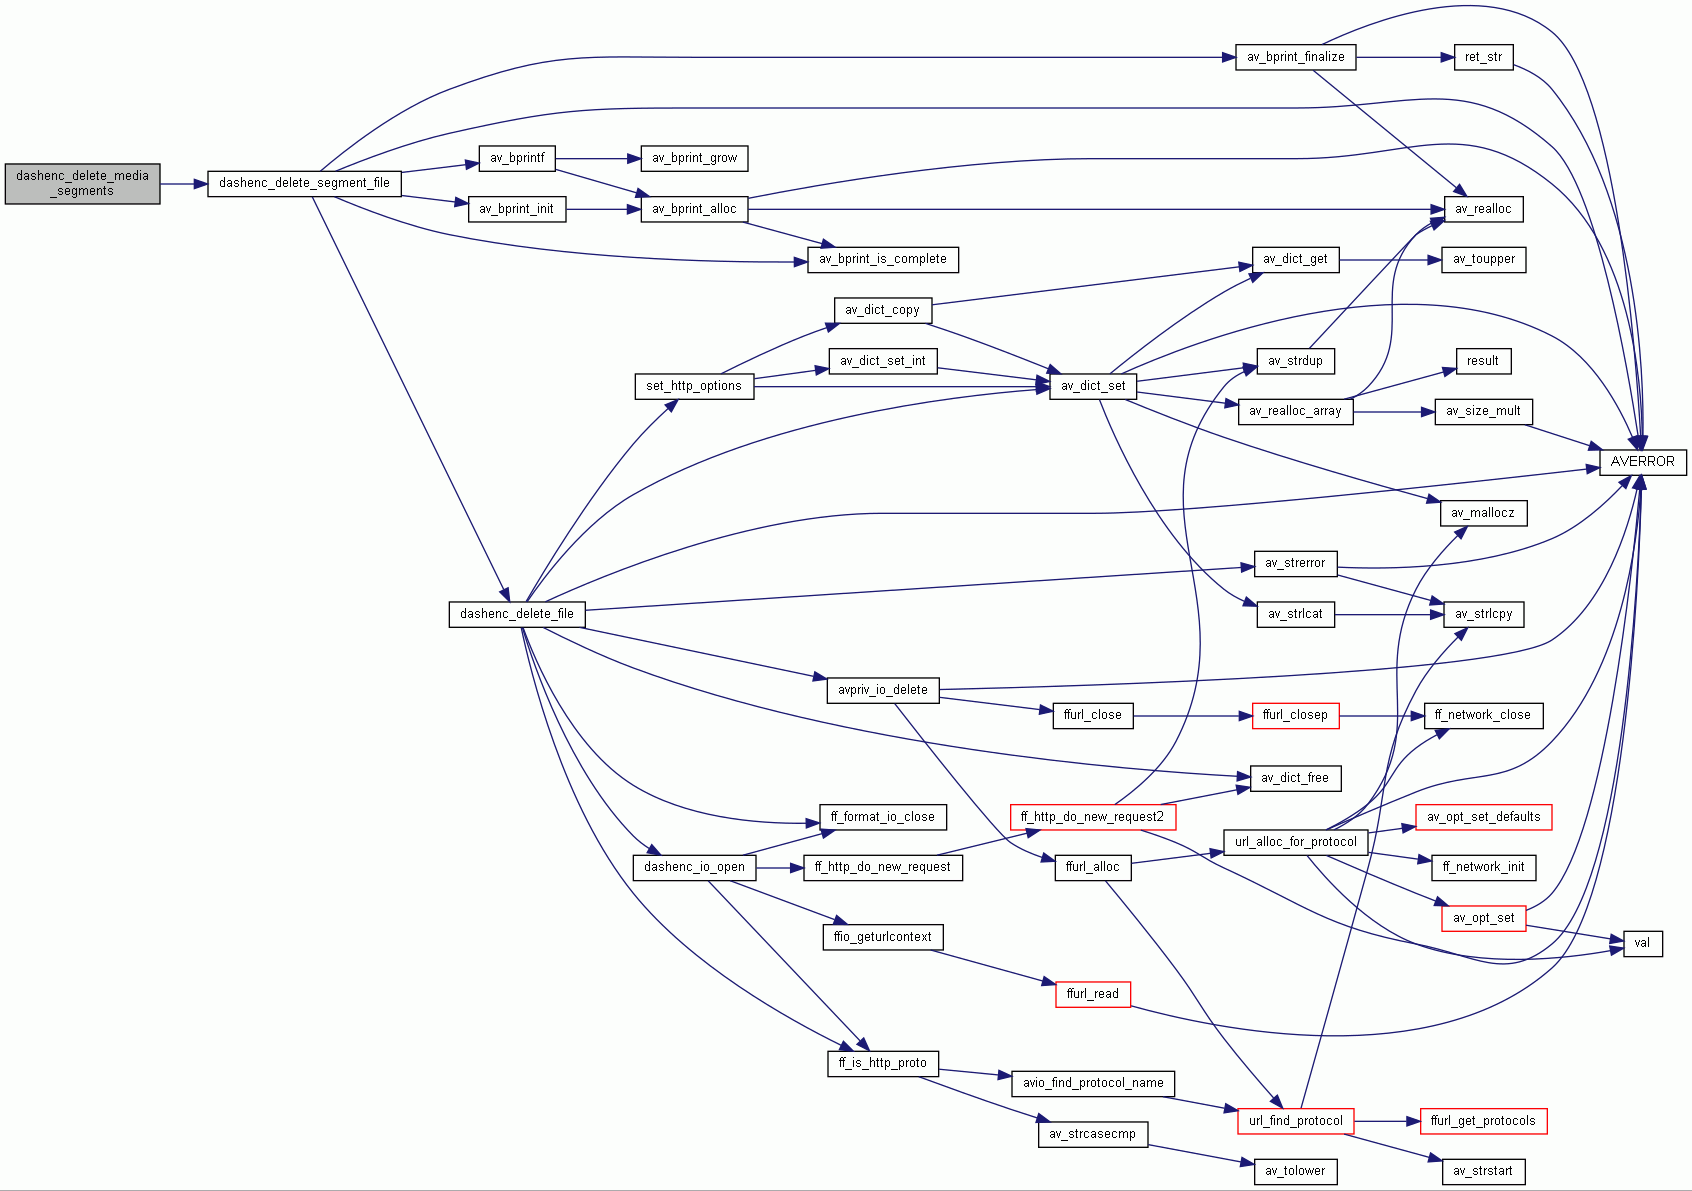 dashenc_delete_media
_segments
dashenc_delete_segment_file
av_bprint_finalize
ret_str
av_bprintf
av_bprint_grow
av_bprint_init
av_bprint_alloc
av_realloc
av_bprint_is_complete
av_dict_get
av_toupper
av_dict_copy
av_dict_set_int
av_strdup
result
set_http_options
av_dict_set
av_realloc_array
av_size_mult
AVERROR
av_mallocz
av_strerror
dashenc_delete_file
av_strlcat
av_strlcpy
avpriv_io_delete
ffurl_close
ffurl_closep
ff_network_close
av_dict_free
ff_format_io_close
ff_http_do_new_request2
av_opt_set_defaults
url_alloc_for_protocol
dashenc_io_open
ff_http_do_new_request
ffurl_alloc
ff_network_init
av_opt_set
ffio_geturlcontext
val
ffurl_read
ff_is_http_proto
avio_find_protocol_name
url_find_protocol
ffurl_get_protocols
av_strcasecmp
av_tolower
av_strstart